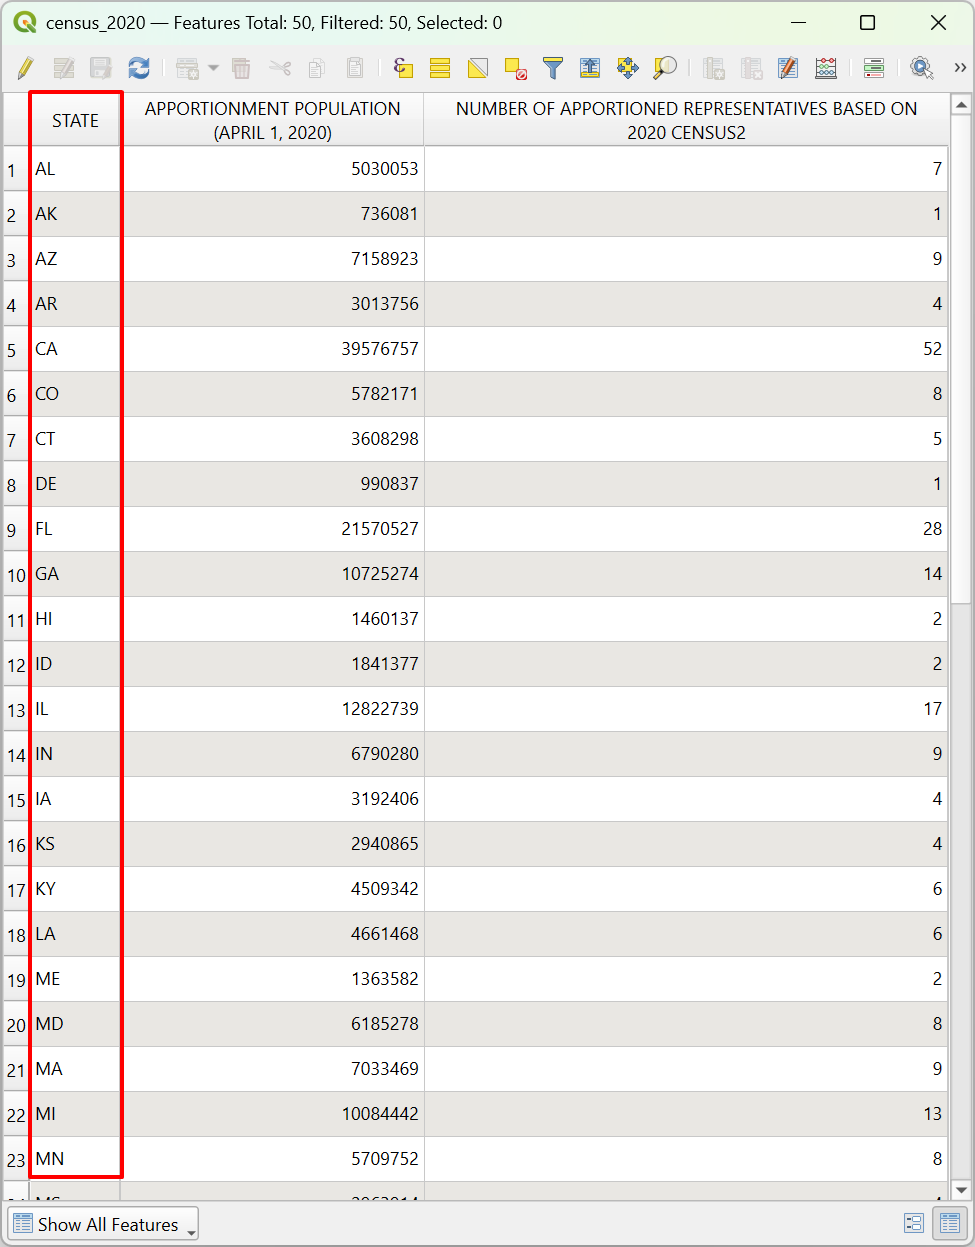 census_2020 — Features Total: 50, Filtered: 50, Selected: 0
STATE APPORTIONMENT POPULATION (APRIL 1, 2020) NUMBER OF APPORTIONED REPRESENTATIVES BASED ON 2020 CENSUS2
1 AL 5030053 7
2 AK 736081 1
3 AZ 7158923 9
4 AR 3013756 4
5 CA 39576757 52
6 CO 5782171 8
7 CT 3608298 5
8 DE 990837 1
9 FL 21570527 28
10 GA 10725274 14
11 HI 1460137 2
12 ID 1841377 2
13 IL 12822739 17
14 IN 6790280 9
15 IA 3192406 4
16 KS 2940865 4
17 KY 4509342 6
18 LA 4661468 6
19 ME 1363582 2
20 MD 6185278 8
21 MA 7033469 9
22 MI 10084442 13
23 MN 5709752 8
Show All Features